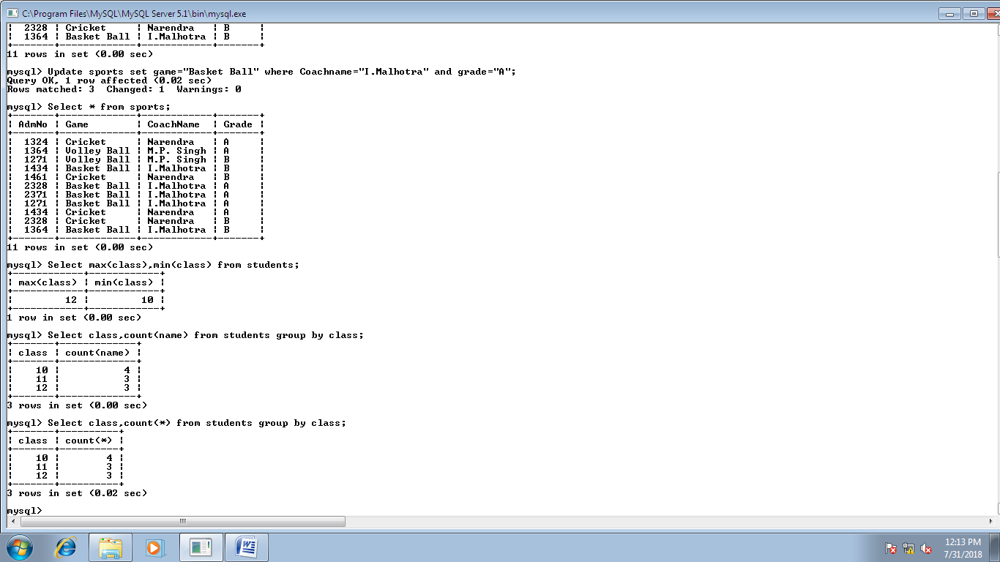 C:\Program Files\MySQL\MySQL Server 5.1\bin\mysql.exe
| 2328 | Cricket | Narendra | B |
| 1364 | Basket Ball | I.Malhotra | B |
+-------+-------------+------------+-------+
11 rows in set (0.00 sec)
mysql> Update sports set game="Basket Ball" where Coachname="I.Malhotra" and grade="A";
Query OK, 1 row affected (0.02 sec)
Rows matched: 3  Changed: 1  Warnings: 0
mysql> Select * from sports;
+-------+-------------+------------+-------+
| AdmNo | Game | CoachName | Grade |
+-------+-------------+------------+-------+
| 1324 | Cricket | Narendra | A |
| 1364 | Volley Ball | M.P. Singh | A |
| 1271 | Volley Ball | M.P. Singh | B |
| 1434 | Basket Ball | I.Malhotra | B |
| 1461 | Cricket | Narendra | B |
| 2328 | Basket Ball | I.Malhotra | A |
| 2371 | Basket Ball | I.Malhotra | A |
| 1271 | Basket Ball | I.Malhotra | A |
| 1434 | Cricket | Narendra | A |
| 2328 | Cricket | Narendra | B |
| 1364 | Basket Ball | I.Malhotra | B |
+-------+-------------+------------+-------+
11 rows in set (0.00 sec)
mysql> Select max(class),min(class) from students;
+------------+------------+
| max(class) | min(class) |
+------------+------------+
| 12 | 10 |
+------------+------------+
1 row in set (0.00 sec)
mysql> Select class,count(name) from students group by class;
+-------+-------------+
| class | count(name) |
+-------+-------------+
| 10 | 4 |
| 11 | 3 |
| 12 | 3 |
+-------+-------------+
3 rows in set (0.00 sec)
mysql> Select class,count(*) from students group by class;
+-------+----------+
| class | count(*) |
+-------+----------+
| 10 | 4 |
| 11 | 3 |
| 12 | 3 |
+-------+----------+
3 rows in set (0.02 sec)
mysql>
12:13 PM
7/31/2018